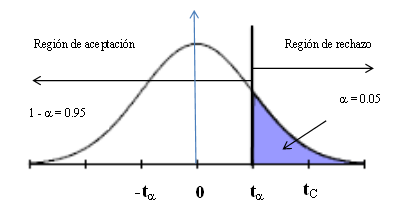 Región de aceptación
Región de rechazo
1 - α = 0.95
α = 0.05
-tα 0 tα tC